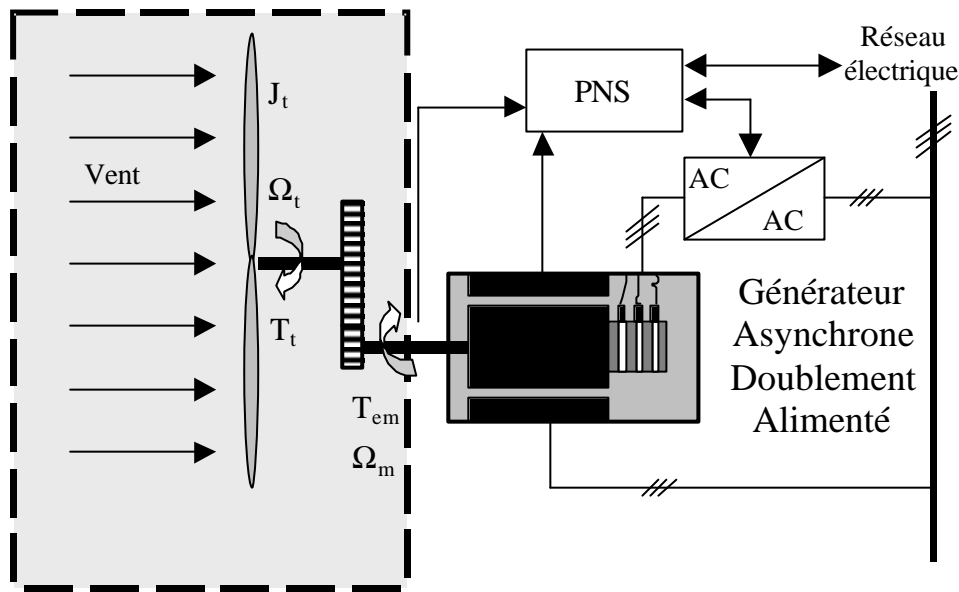 Réseau
électrique
PNS
J_t
AC
AC
Vent
Ω_t
T_t
Générateur
Asynchrone
Doublement
Alimenté
T_em
Ω_m